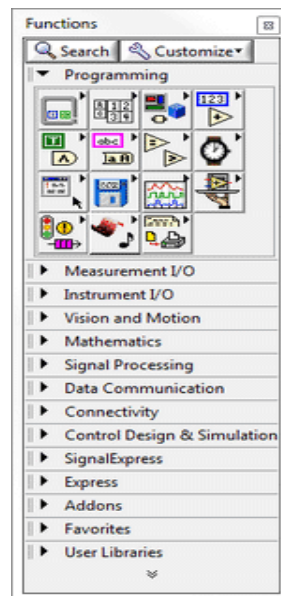 Functions
Search Customize
Programming
Measurement I/O
Instrument I/O
Vision and Motion
Mathematics
Signal Processing
Data Communication
Connectivity
Control Design & Simulation
SignalExpress
Express
Addons
Favorites
User Libraries